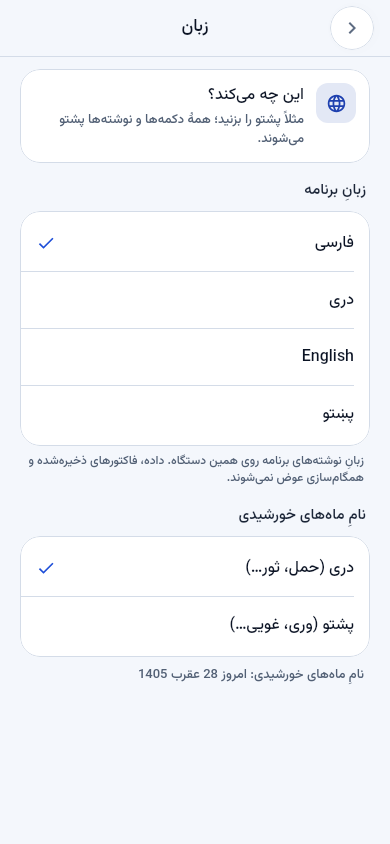 زبان
این چه می‌کند؟
مثلاً پشتو را بزنید؛ همهٔ دکمه‌ها و نوشته‌ها پشتو
می‌شوند.
زبانِ برنامه
فارسی
دری
English
پښتو
زبانِ نوشته‌های برنامه روی همین دستگاه. داده، فاکتورهای ذخیره‌شده و
همگام‌سازی عوض نمی‌شوند.
نامِ ماه‌های خورشیدی
دری (حمل، ثور…)
پشتو (وری، غویی…)
نامِ ماه‌های خورشیدی: امروز 28 عقرب 1405